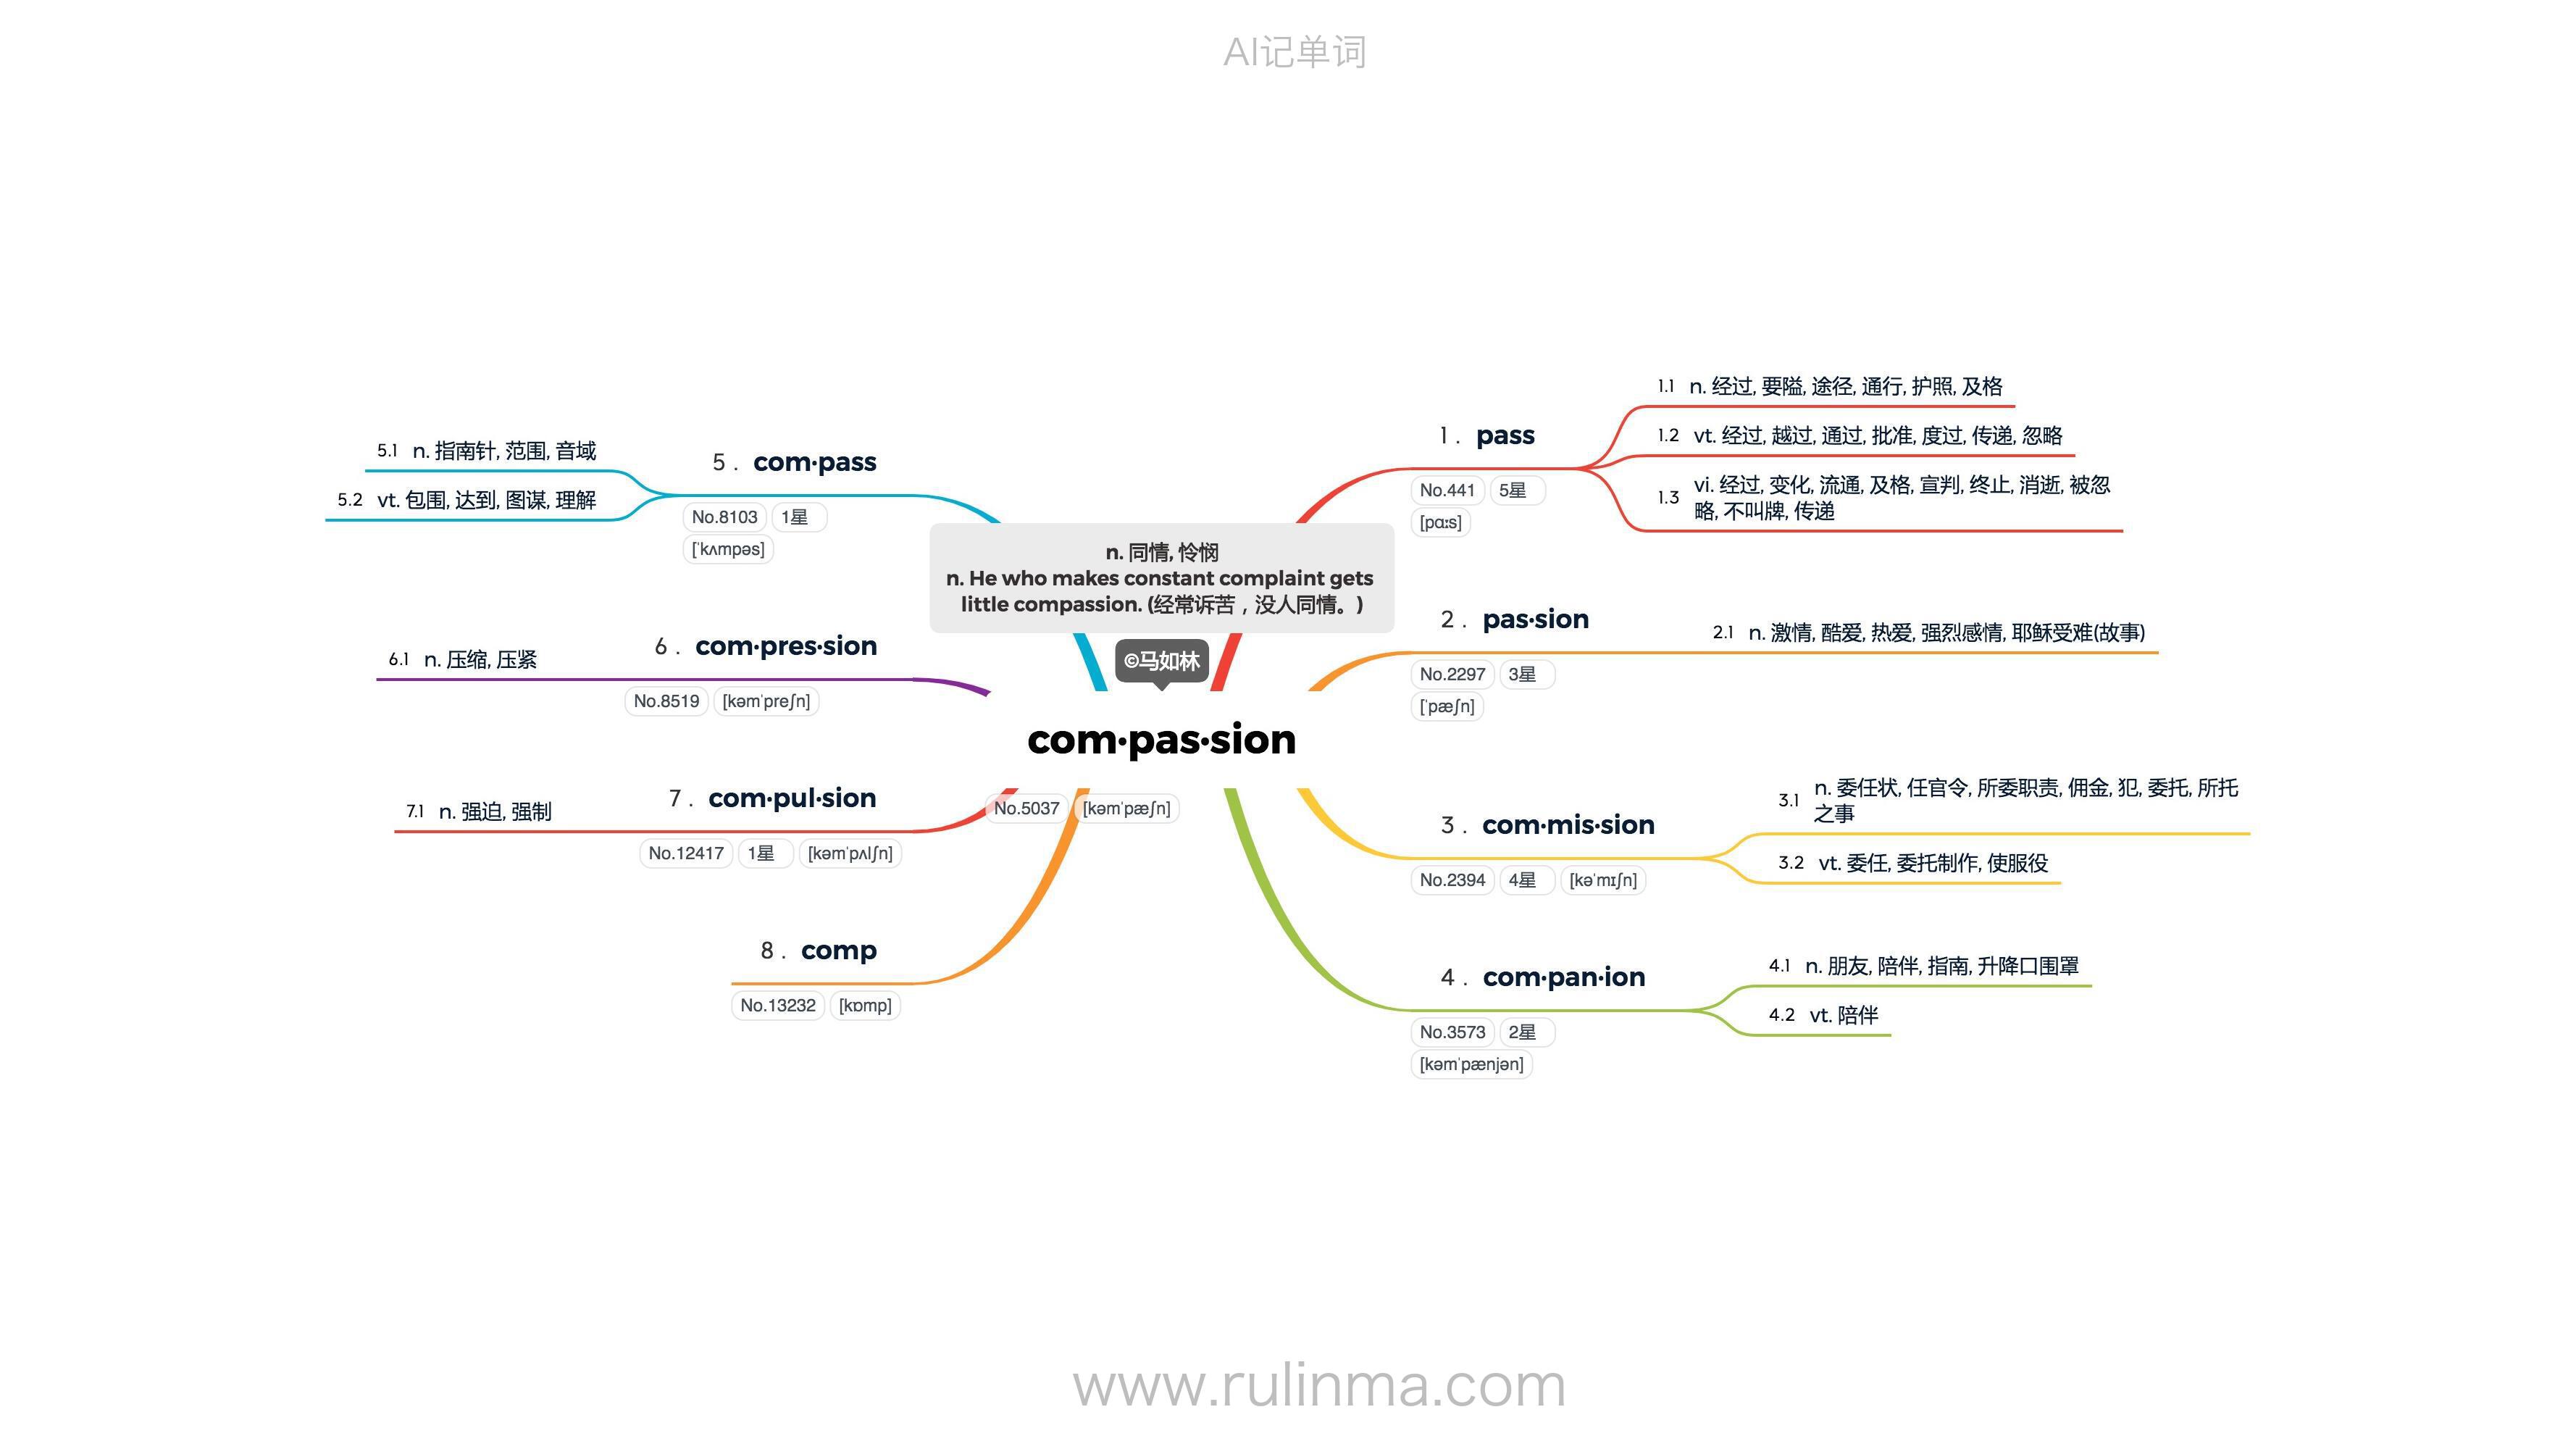 AI记单词
n. 同情, 怜悯
n. He who makes constant complaint gets
little compassion. (经常诉苦，没人同情。)
©马如林
com·pas·sion
No.5037 [kəmˈpæʃn]
1. pass
No.441 5星
[pɑːs]
1.1 n. 经过, 要隘, 途径, 通行, 护照, 及格
1.2 vt. 经过, 越过, 通过, 批准, 度过, 传递, 忽略
1.3 vi. 经过, 变化, 流通, 及格, 宣判, 终止, 消逝, 被忽
略, 不叫牌, 传递
2. pas·sion
No.2297 3星
[ˈpæʃn]
2.1 n. 激情, 酷爱, 热爱, 强烈感情, 耶稣受难(故事)
3. com·mis·sion
No.2394 4星 [kəˈmɪʃn]
3.1 n. 委任状, 任官令, 所委职责, 佣金, 犯, 委托, 所托
之事
3.2 vt. 委任, 委托制作, 使服役
4. com·pan·ion
No.3573 2星
[kəmˈpænjən]
4.1 n. 朋友, 陪伴, 指南, 升降口围罩
4.2 vt. 陪伴
5. com·pass
No.8103 1星
[ˈkʌmpəs]
5.1 n. 指南针, 范围, 音域
5.2 vt. 包围, 达到, 图谋, 理解
6. com·pres·sion
No.8519 [kəmˈpreʃn]
6.1 n. 压缩, 压紧
7. com·pul·sion
No.12417 1星 [kəmˈpʌlʃn]
7.1 n. 强迫, 强制
8. comp
No.13232 [kɒmp]
www.rulinma.com